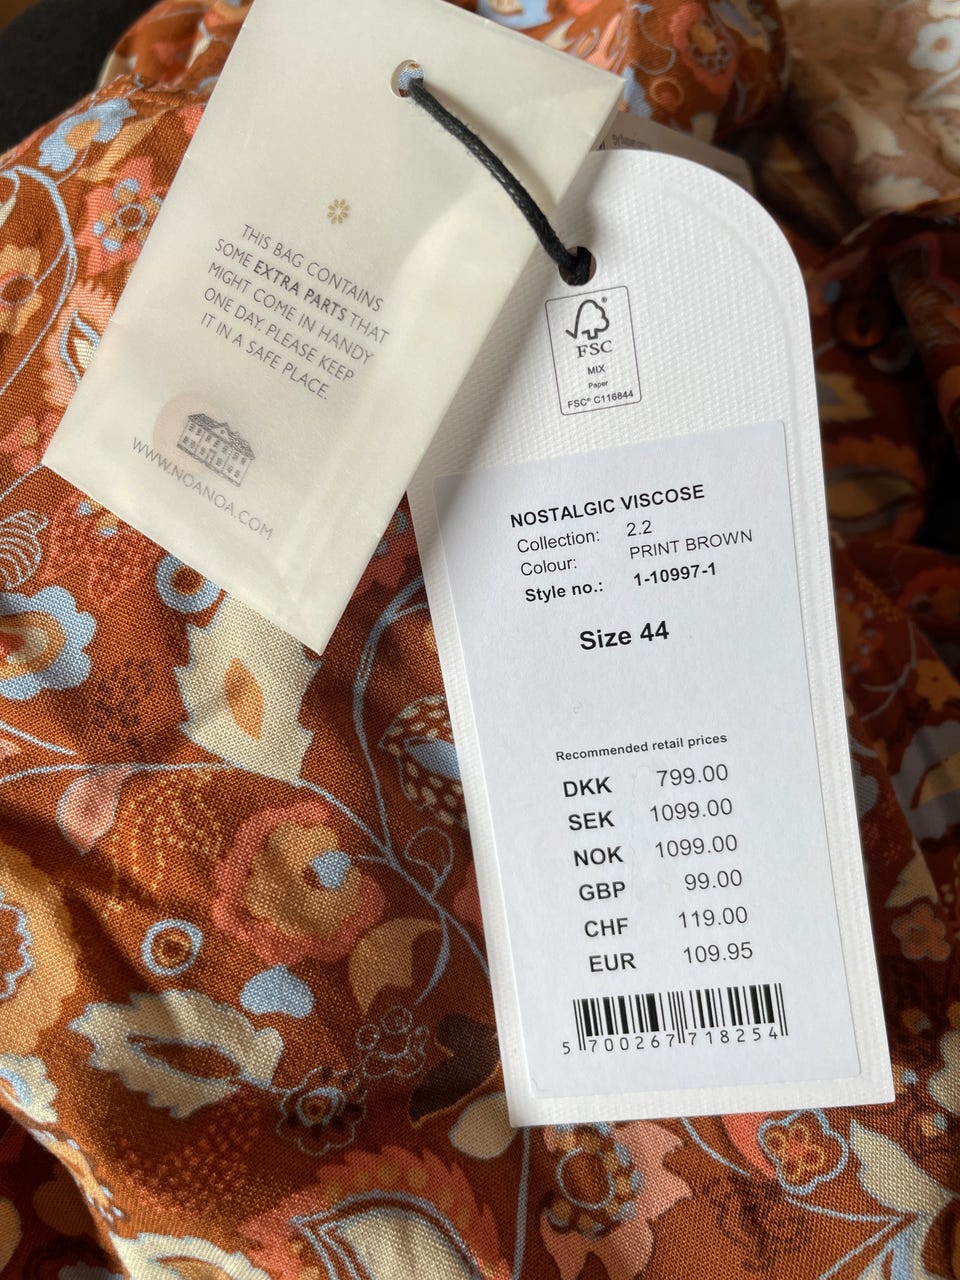 THIS BAG CONTAINS
SOME EXTRA PARTS THAT
MIGHT COME IN HANDY
ONE DAY. PLEASE KEEP
IT IN A SAFE PLACE.
WWW.NOANOA.COM
FSC®
MIX
Paper
FSC® C116844
NOSTALGIC VISCOSE
Collection: 2.2
Colour: PRINT BROWN
Style no.: 1-10997-1
Size 44
Recommended retail prices
DKK 799.00
SEK 1099.00
NOK 1099.00
GBP 99.00
CHF 119.00
EUR 109.95
5 700267 718254